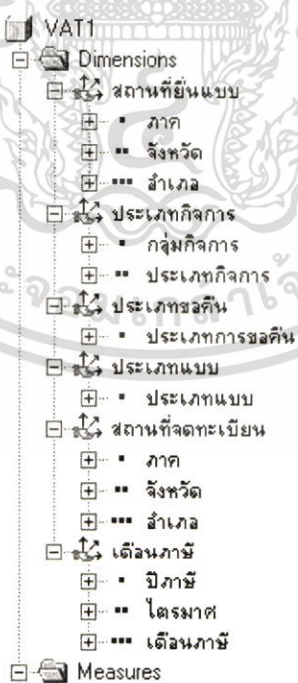 VAT1
Dimensions
สถานที่ยื่นแบบ
ภาค
จังหวัด
อำเภอ
ประเภทกิจการ
กลุ่มกิจการ
ประเภทกิจการ
ประเภทขอคืน
ประเภทการขอคืน
ประเภทแบบ
ประเภทแบบ
สถานที่จดทะเบียน
ภาค
จังหวัด
อำเภอ
เดือนภาษี
ปีภาษี
ไตรมาศ
เดือนภาษี
Measures